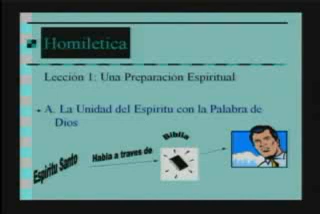 Homiletica
Lección 1: Una Preparación Espiritual
A. La Unidad del Espiritu con la Palabra de
Dios
Espiritu Santo
Habla a traves de
Biblia